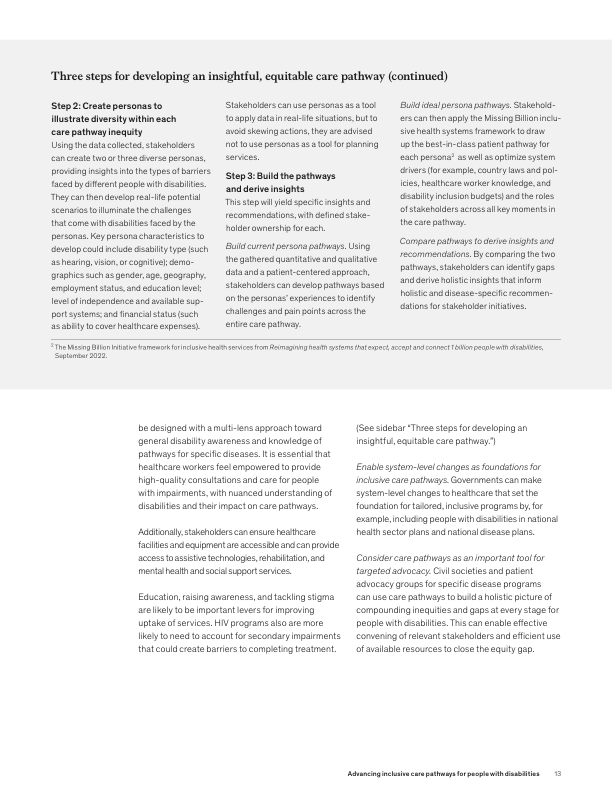 Three steps for developing an insightful, equitable care pathway (continued)
Step 2: Create personas to
illustrate diversity within each
care pathway inequity
Using the data collected, stakeholders
can create two or three diverse personas,
providing insights into the types of barriers
faced by different people with disabilities.
They can then develop real-life potential
scenarios to illuminate the challenges
that come with disabilities faced by the
personas. Key persona characteristics to
develop could include disability type (such
as hearing, vision, or cognitive); demo-
graphics such as gender, age, geography,
employment status, and education level;
level of independence and available sup-
port systems; and financial status (such
as ability to cover healthcare expenses).
Stakeholders can use personas as a tool
to apply data in real-life situations, but to
avoid skewing actions, they are advised
not to use personas as a tool for planning
services.
Step 3: Build the pathways
and derive insights
This step will yield specific insights and
recommendations, with defined stake-
holder ownership for each.
Build current persona pathways. Using
the gathered quantitative and qualitative
data and a patient-centered approach,
stakeholders can develop pathways based
on the personas' experiences to identify
challenges and pain points across the
entire care pathway.
Build ideal persona pathways. Stakehold-
ers can then apply the Missing Billion inclu-
sive health systems framework to draw
up the best-in-class patient pathway for
each persona³ as well as optimize system
drivers (for example, country laws and pol-
icies, healthcare worker knowledge, and
disability inclusion budgets) and the roles
of stakeholders across all key moments in
the care pathway.
Compare pathways to derive insights and
recommendations. By comparing the two
pathways, stakeholders can identify gaps
and derive holistic insights that inform
holistic and disease-specific recommen-
dations for stakeholder initiatives.
³ The Missing Billion Initiative framework for inclusive health services from Reimagining health systems that expect, accept and connect 1 billion people with disabilities,
September 2022.
be designed with a multi-lens approach toward
general disability awareness and knowledge of
pathways for specific diseases. It is essential that
healthcare workers feel empowered to provide
high-quality consultations and care for people
with impairments, with nuanced understanding of
disabilities and their impact on care pathways.
Additionally, stakeholders can ensure healthcare
facilities and equipment are accessible and can provide
access to assistive technologies, rehabilitation, and
mental health and social support services.
Education, raising awareness, and tackling stigma
are likely to be important levers for improving
uptake of services. HIV programs also are more
likely to need to account for secondary impairments
that could create barriers to completing treatment.
(See sidebar "Three steps for developing an
insightful, equitable care pathway.")
Enable system-level changes as foundations for
inclusive care pathways. Governments can make
system-level changes to healthcare that set the
foundation for tailored, inclusive programs by, for
example, including people with disabilities in national
health sector plans and national disease plans.
Consider care pathways as an important tool for
targeted advocacy. Civil societies and patient
advocacy groups for specific disease programs
can use care pathways to build a holistic picture of
compounding inequities and gaps at every stage for
people with disabilities. This can enable effective
convening of relevant stakeholders and efficient use
of available resources to close the equity gap.
Advancing inclusive care pathways for people with disabilities 13